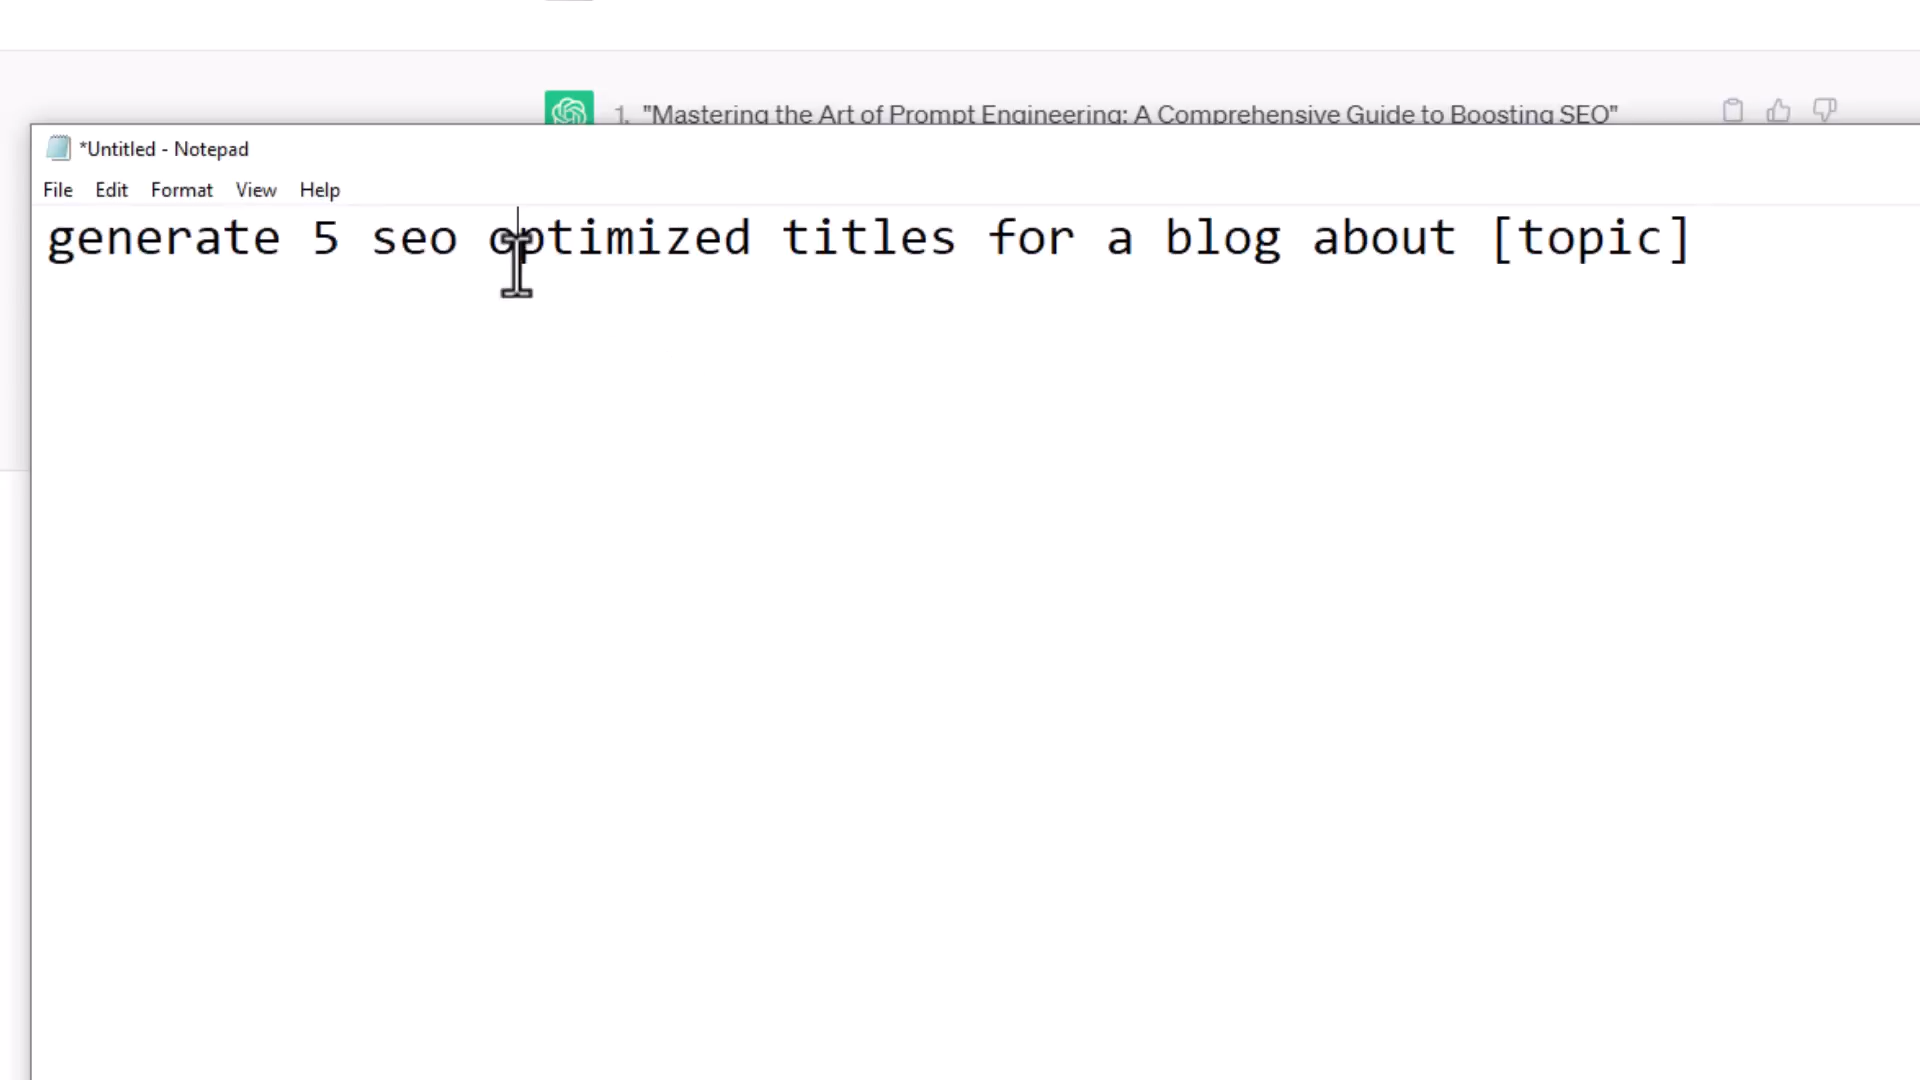 1. "Mastering the Art of Prompt Engineering: A Comprehensive Guide to Boosting SEO"
*Untitled - Notepad
File Edit Format View Help
generate 5 seo optimized titles for a blog about [topic]